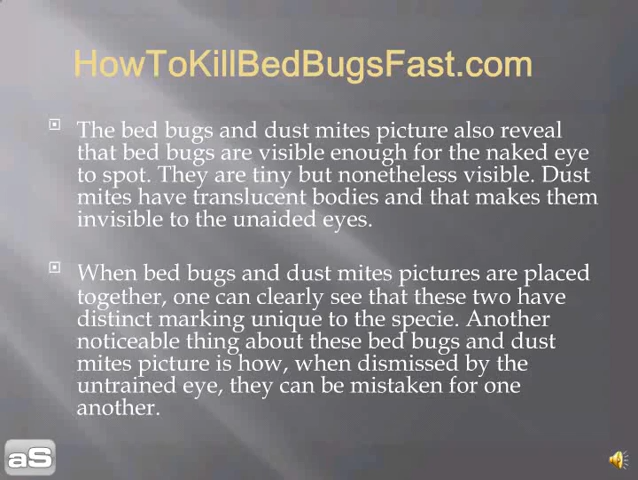 HowToKillBedBugsFast.com
The bed bugs and dust mites picture also reveal
that bed bugs are visible enough for the naked eye
to spot. They are tiny but nonetheless visible. Dust
mites have translucent bodies and that makes them
invisible to the unaided eyes.
When bed bugs and dust mites pictures are placed
together, one can clearly see that these two have
distinct marking unique to the specie. Another
noticeable thing about these bed bugs and dust
mites picture is how, when dismissed by the
untrained eye, they can be mistaken for one
another.
aS